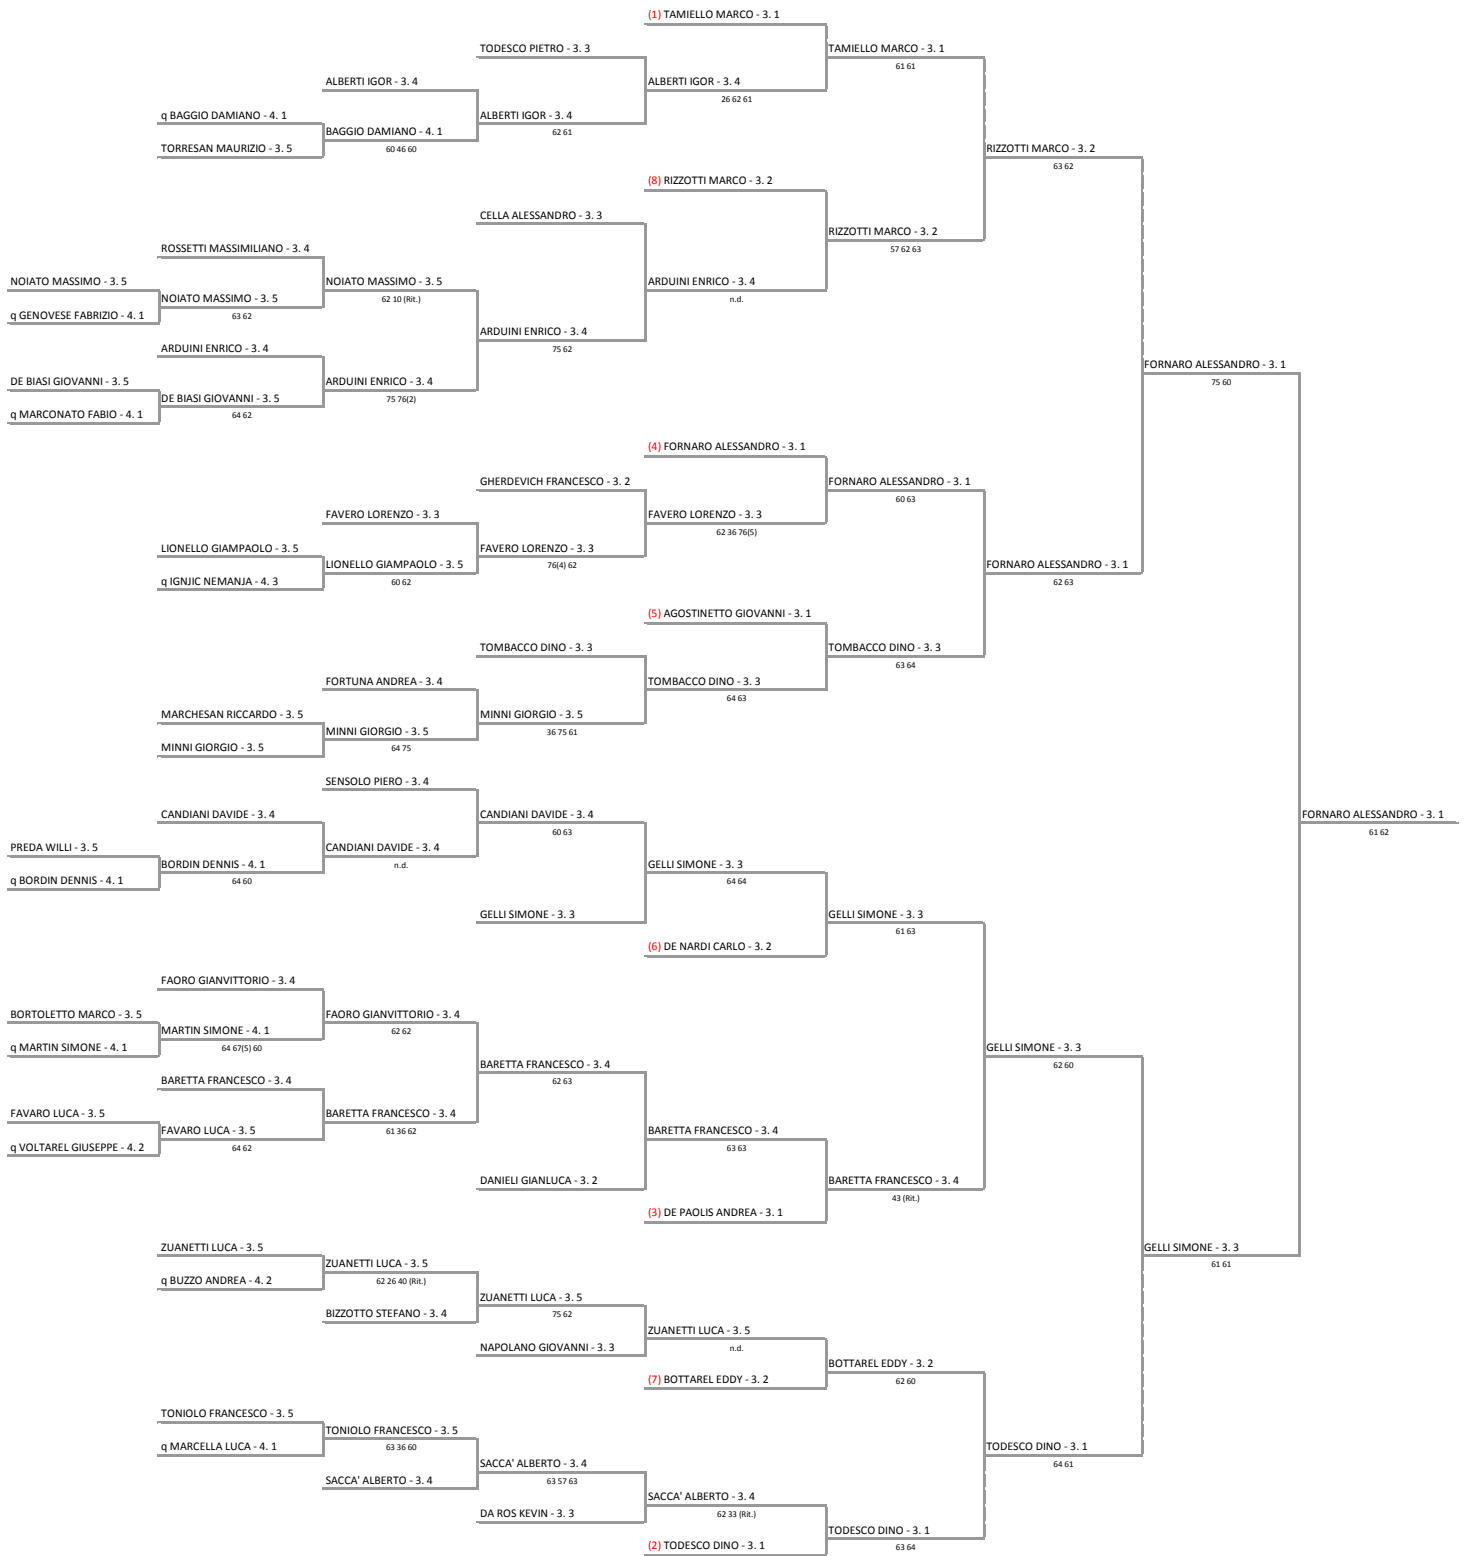 (1) TAMIELLO MARCO - 3. 1
TODESCO PIETRO - 3. 3
TAMIELLO MARCO - 3. 1
61 61
ALBERTI IGOR - 3. 4
ALBERTI IGOR - 3. 4
26 62 61
q BAGGIO DAMIANO - 4. 1
ALBERTI IGOR - 3. 4
62 61
BAGGIO DAMIANO - 4. 1
60 46 60
TORRESAN MAURIZIO - 3. 5
RIZZOTTI MARCO - 3. 2
63 62
(8) RIZZOTTI MARCO - 3. 2
CELLA ALESSANDRO - 3. 3
RIZZOTTI MARCO - 3. 2
57 62 63
ROSSETTI MASSIMILIANO - 3. 4
NOIATO MASSIMO - 3. 5
NOIATO MASSIMO - 3. 5
62 10 (Rit.)
ARDUINI ENRICO - 3. 4
n.d.
NOIATO MASSIMO - 3. 5
63 62
q GENOVESE FABRIZIO - 4. 1
ARDUINI ENRICO - 3. 4
75 62
ARDUINI ENRICO - 3. 4
FORNARO ALESSANDRO - 3. 1
75 60
DE BIASI GIOVANNI - 3. 5
ARDUINI ENRICO - 3. 4
75 76(2)
DE BIASI GIOVANNI - 3. 5
64 62
q MARCONATO FABIO - 4. 1
(4) FORNARO ALESSANDRO - 3. 1
GHERDEVICH FRANCESCO - 3. 2
FORNARO ALESSANDRO - 3. 1
60 63
FAVERO LORENZO - 3. 3
FAVERO LORENZO - 3. 3
62 36 76(5)
LIONELLO GIAMPAOLO - 3. 5
FAVERO LORENZO - 3. 3
76(4) 62
LIONELLO GIAMPAOLO - 3. 5
60 62
FORNARO ALESSANDRO - 3. 1
62 63
q IGNJIC NEMANJA - 4. 3
(5) AGOSTINETTO GIOVANNI - 3. 1
TOMBACCO DINO - 3. 3
TOMBACCO DINO - 3. 3
63 64
FORTUNA ANDREA - 3. 4
TOMBACCO DINO - 3. 3
64 63
MARCHESAN RICCARDO - 3. 5
MINNI GIORGIO - 3. 5
36 75 61
MINNI GIORGIO - 3. 5
64 75
MINNI GIORGIO - 3. 5
SENSOLO PIERO - 3. 4
CANDIANI DAVIDE - 3. 4
CANDIANI DAVIDE - 3. 4
60 63
FORNARO ALESSANDRO - 3. 1
61 62
PREDA WILLI - 3. 5
CANDIANI DAVIDE - 3. 4
n.d.
BORDIN DENNIS - 4. 1
64 60
GELLI SIMONE - 3. 3
64 64
q BORDIN DENNIS - 4. 1
GELLI SIMONE - 3. 3
GELLI SIMONE - 3. 3
61 63
(6) DE NARDI CARLO - 3. 2
FAORO GIANVITTORIO - 3. 4
BORTOLETTO MARCO - 3. 5
FAORO GIANVITTORIO - 3. 4
62 62
MARTIN SIMONE - 4. 1
64 67(5) 60
q MARTIN SIMONE - 4. 1
GELLI SIMONE - 3. 3
62 60
BARETTA FRANCESCO - 3. 4
62 63
BARETTA FRANCESCO - 3. 4
FAVARO LUCA - 3. 5
BARETTA FRANCESCO - 3. 4
61 36 62
FAVARO LUCA - 3. 5
64 62
BARETTA FRANCESCO - 3. 4
63 63
q VOLTAREL GIUSEPPE - 4. 2
DANIELI GIANLUCA - 3. 2
BARETTA FRANCESCO - 3. 4
43 (Rit.)
(3) DE PAOLIS ANDREA - 3. 1
ZUANETTI LUCA - 3. 5
GELLI SIMONE - 3. 3
61 61
ZUANETTI LUCA - 3. 5
62 26 40 (Rit.)
q BUZZO ANDREA - 4. 2
ZUANETTI LUCA - 3. 5
75 62
BIZZOTTO STEFANO - 3. 4
ZUANETTI LUCA - 3. 5
n.d.
NAPOLANO GIOVANNI - 3. 3
BOTTAREL EDDY - 3. 2
62 60
(7) BOTTAREL EDDY - 3. 2
TONIOLO FRANCESCO - 3. 5
TONIOLO FRANCESCO - 3. 5
63 36 60
q MARCELLA LUCA - 4. 1
TODESCO DINO - 3. 1
64 61
SACCA' ALBERTO - 3. 4
63 57 63
SACCA' ALBERTO - 3. 4
SACCA' ALBERTO - 3. 4
62 33 (Rit.)
DA ROS KEVIN - 3. 3
TODESCO DINO - 3. 1
63 64
(2) TODESCO DINO - 3. 1